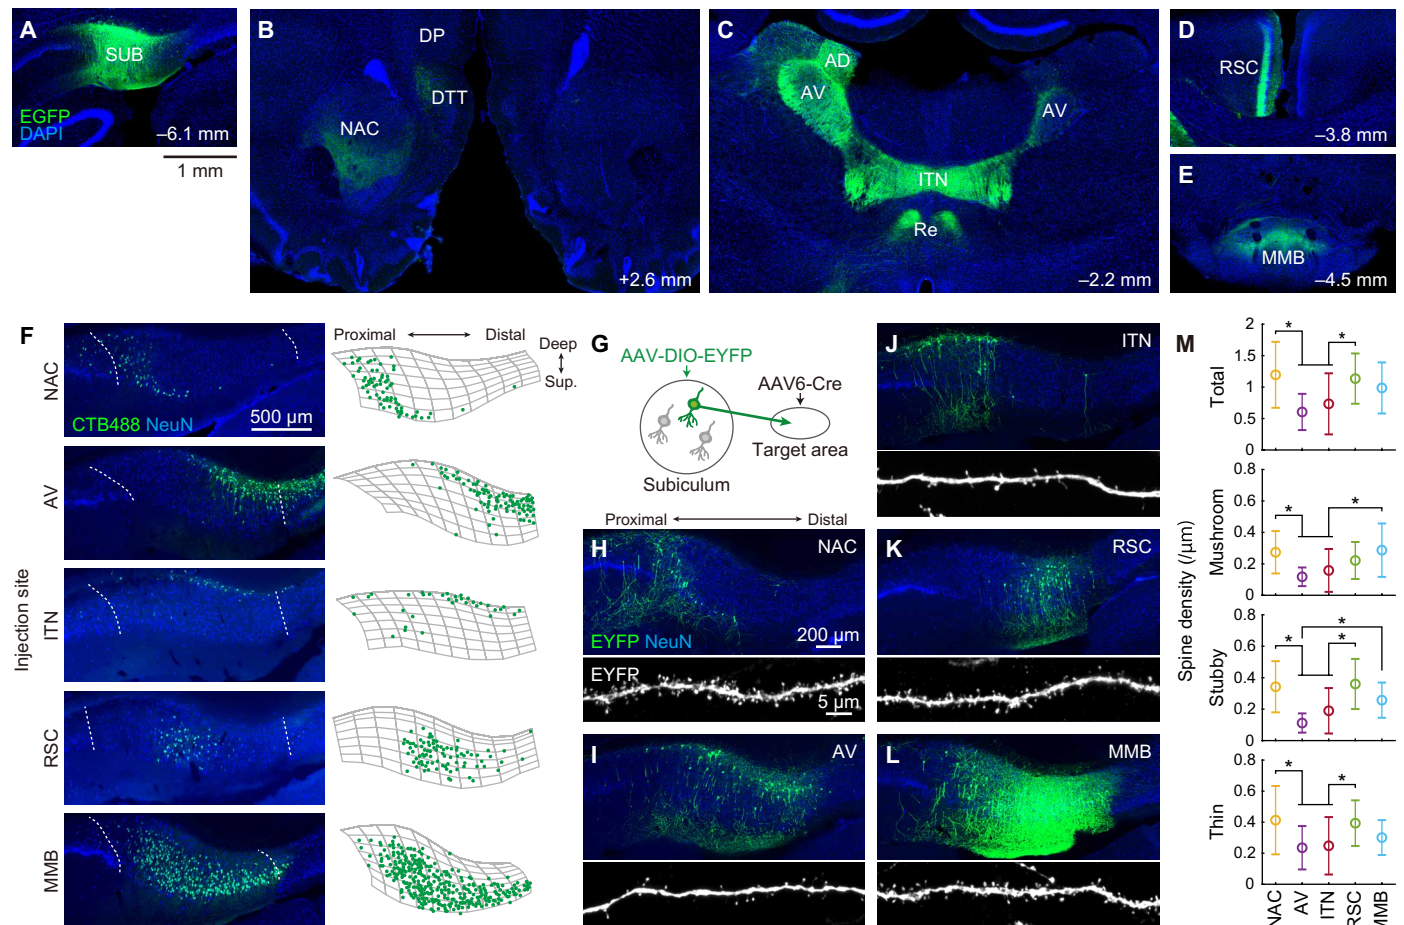 A
SUB
EGFP
DAPI
–6.1 mm
1 mm
B
DP
DTT
NAC
+2.6 mm
C
AD
AV
AV
ITN
Re
–2.2 mm
D
RSC
–3.8 mm
E
MMB
–4.5 mm
F
Injection site
NAC
CTB488 NeuN
500 µm
Proximal
Distal
Deep
Sup.
AV
ITN
RSC
MMB
G
AAV-DIO-EYFP
AAV6-Cre
Target area
Subiculum
Proximal
Distal
H
NAC
EYFP NeuN
200 µm
EYFP
5 µm
I
AV
J
ITN
K
RSC
L
MMB
M
Spine density (/µm)
Total
2
1.5
1
0.5
0
*
*
Mushroom
0.8
0.6
0.4
0.2
0
*
*
Stubby
0.6
0.4
0.2
0
*
*
*
Thin
0.8
0.6
0.4
0.2
0
*
*
NAC
AV
ITN
RSC
MMB